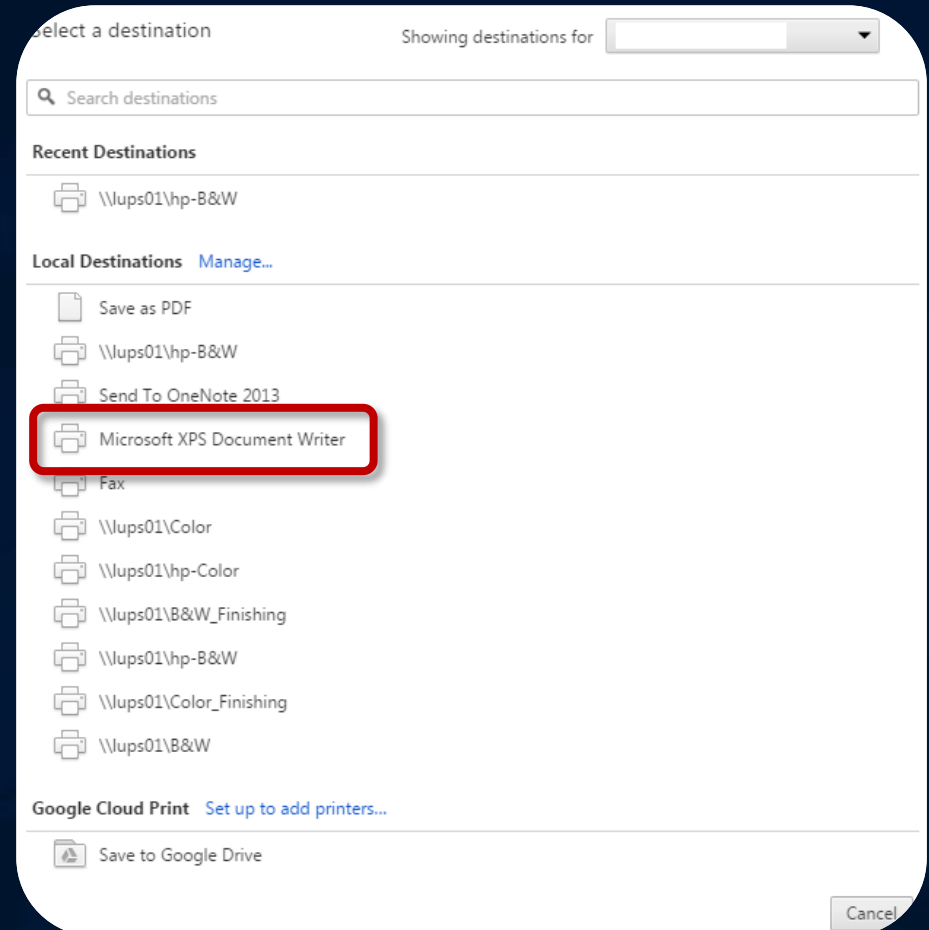 Select a destination
Showing destinations for
Search destinations
Recent Destinations
\\lups01\hp-B&W
Local Destinations Manage...
Save as PDF
\\lups01\hp-B&W
Send To OneNote 2013
Microsoft XPS Document Writer
Fax
\\lups01\Color
\\lups01\hp-Color
\\lups01\B&W_Finishing
\\lups01\hp-B&W
\\lups01\Color_Finishing
\\lups01\B&W
Google Cloud Print Set up to add printers...
Save to Google Drive
Cancel